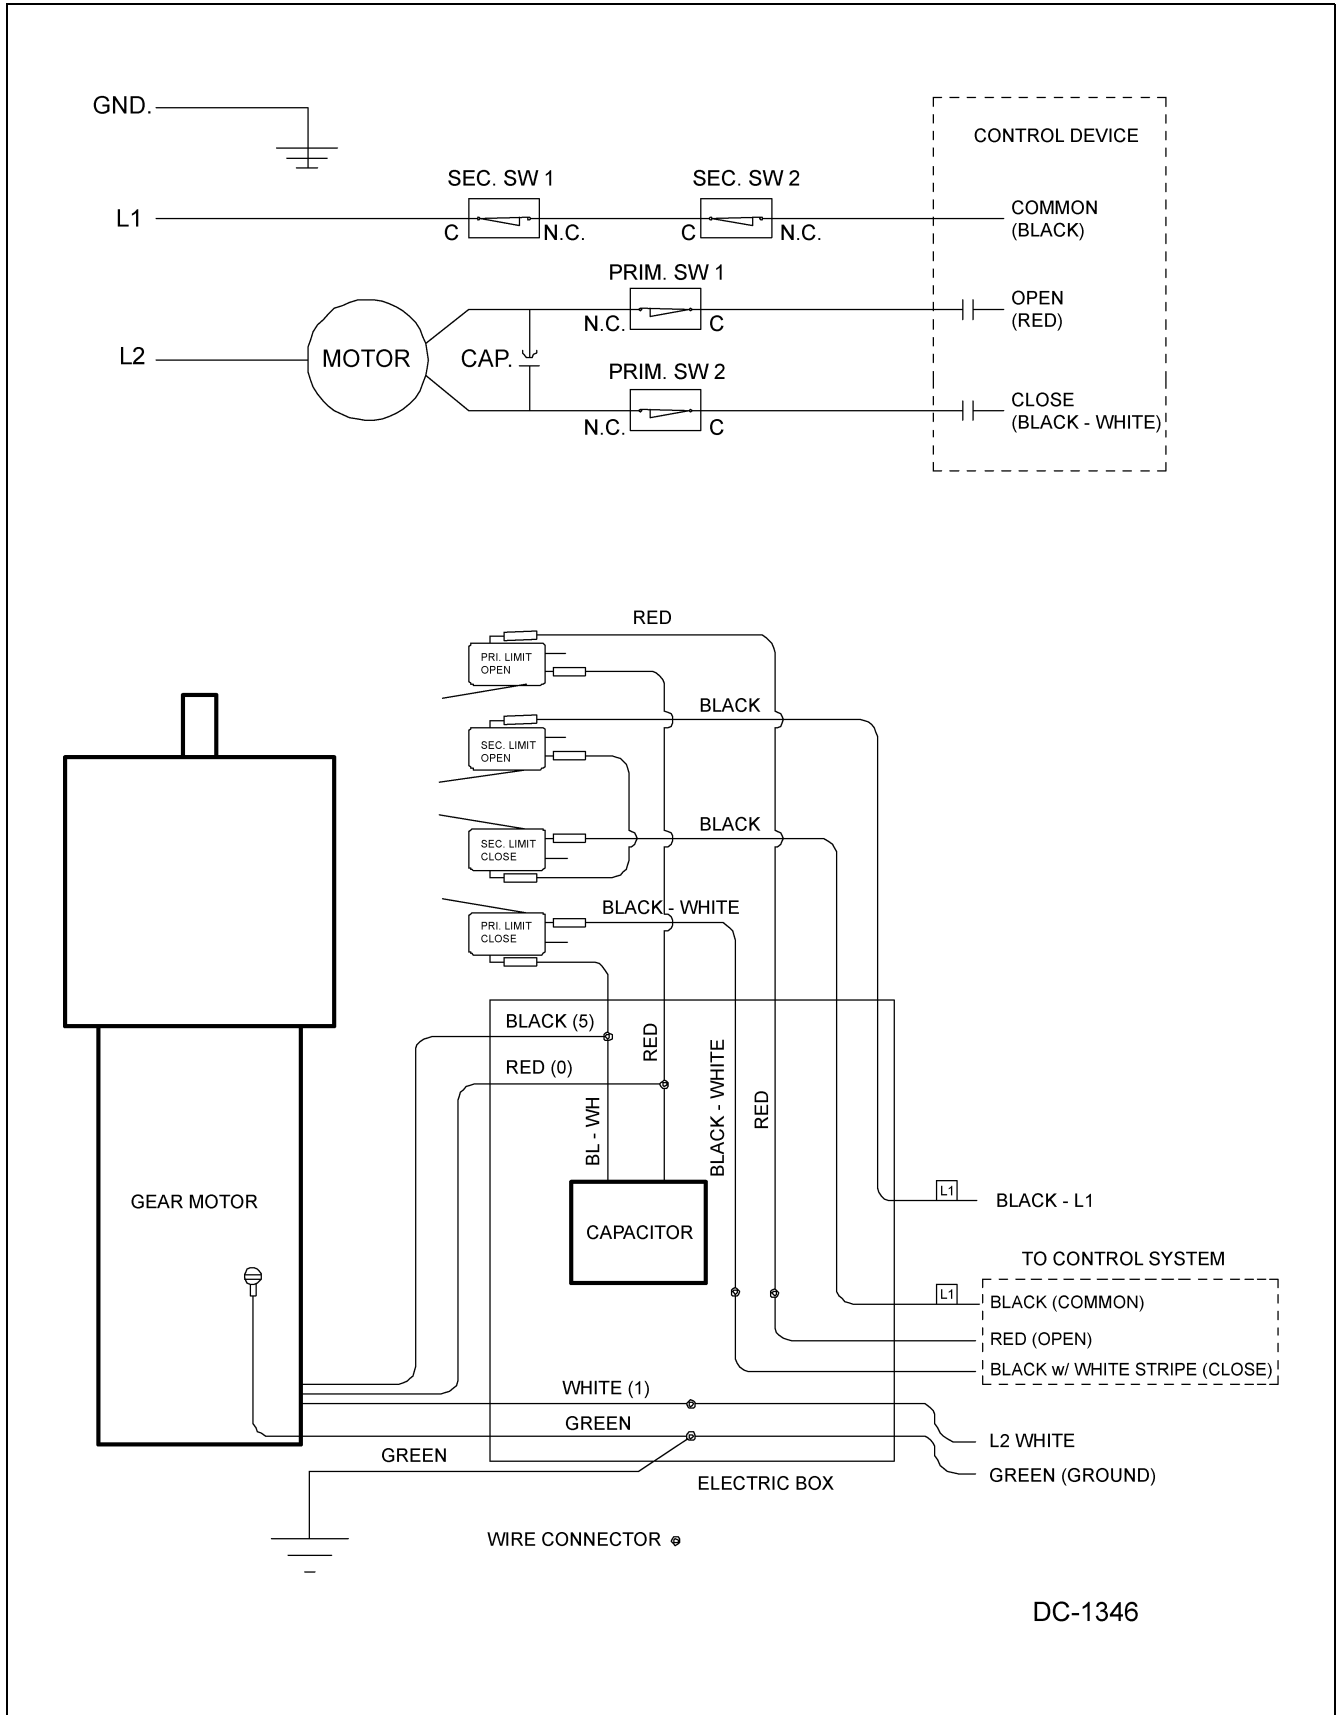 GND.
CONTROL DEVICE
SEC. SW 1
SEC. SW 2
L1
C
N.C.
C
N.C.
COMMON
(BLACK)
PRIM. SW 1
N.C.
C
OPEN
(RED)
L2
MOTOR
CAP.
PRIM. SW 2
N.C.
C
CLOSE
(BLACK - WHITE)
RED
PRI. LIMIT
OPEN
BLACK
SEC. LIMIT
OPEN
BLACK
SEC. LIMIT
CLOSE
BLACK - WHITE
PRI. LIMIT
CLOSE
BLACK (5)
RED (0)
RED
BLACK - WHITE
RED
BL - WH
GEAR MOTOR
CAPACITOR
L1
BLACK - L1
TO CONTROL SYSTEM
L1
BLACK (COMMON)
RED (OPEN)
BLACK w/ WHITE STRIPE (CLOSE)
WHITE (1)
GREEN
GREEN
L2 WHITE
GREEN (GROUND)
ELECTRIC BOX
WIRE CONNECTOR
DC-1346